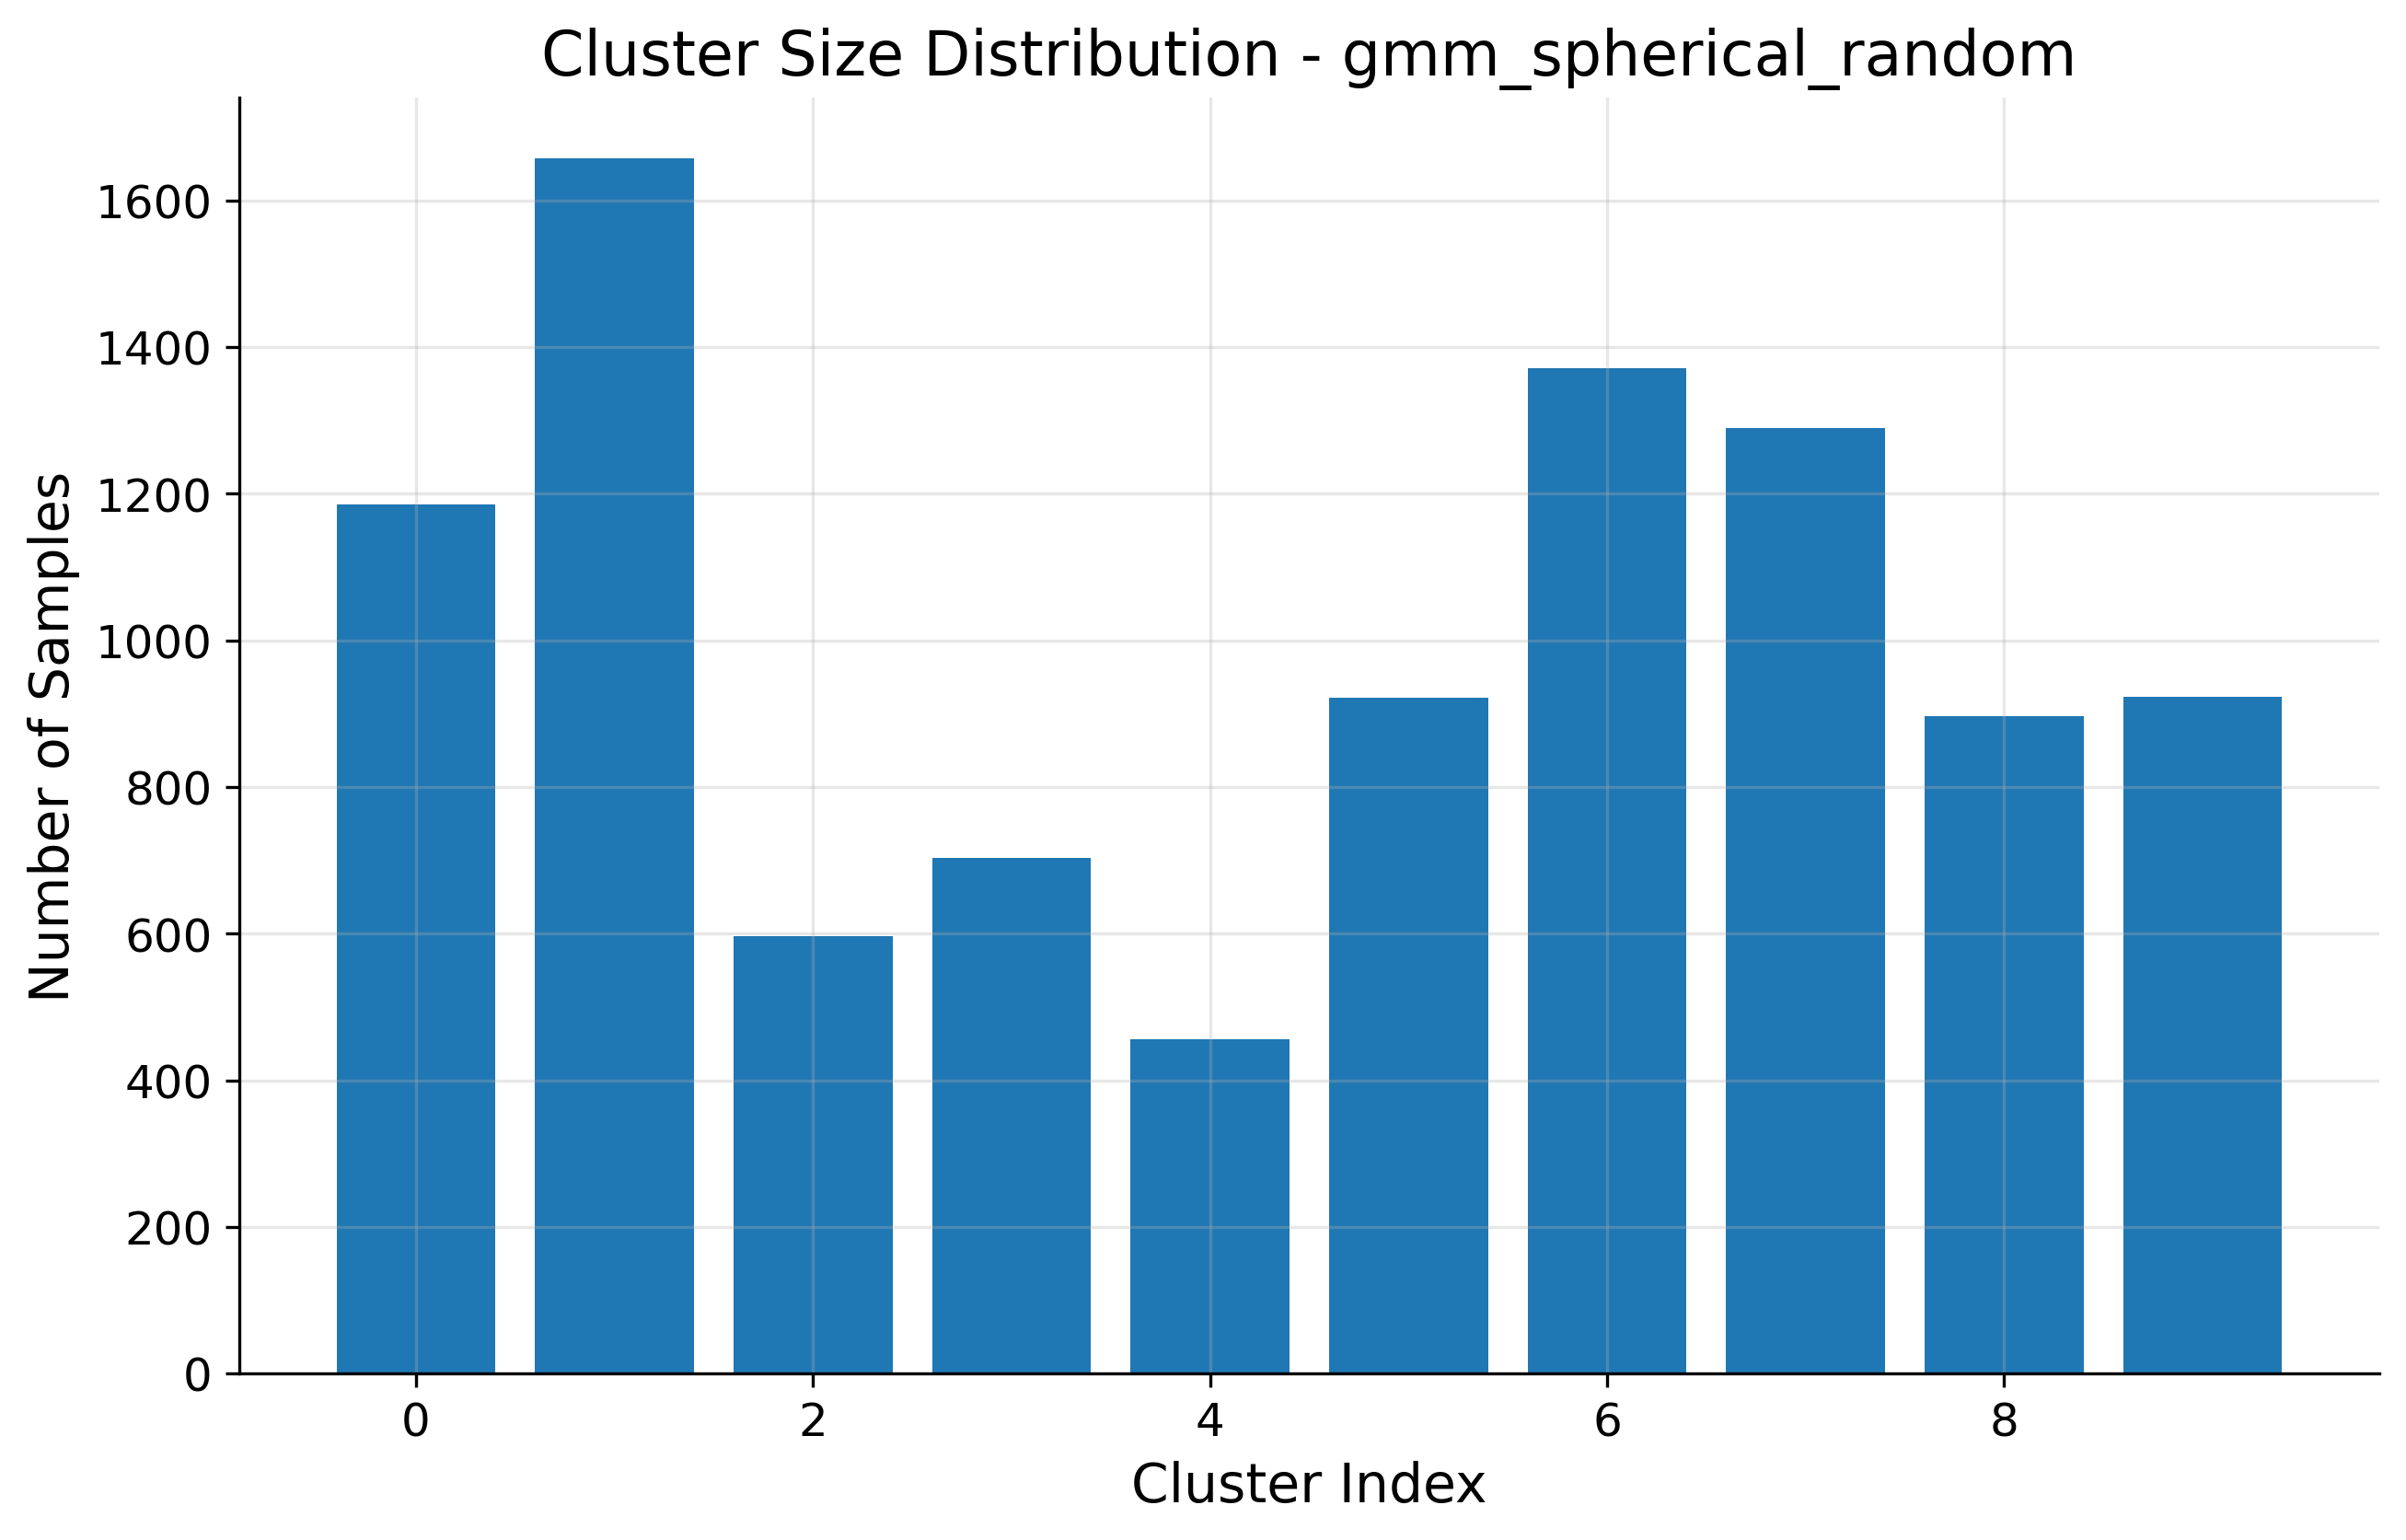 Cluster Size Distribution - gmm_spherical_random
Number of Samples
1600
1400
1200
1000
800
600
400
200
0
0 2 4 6 8
Cluster Index